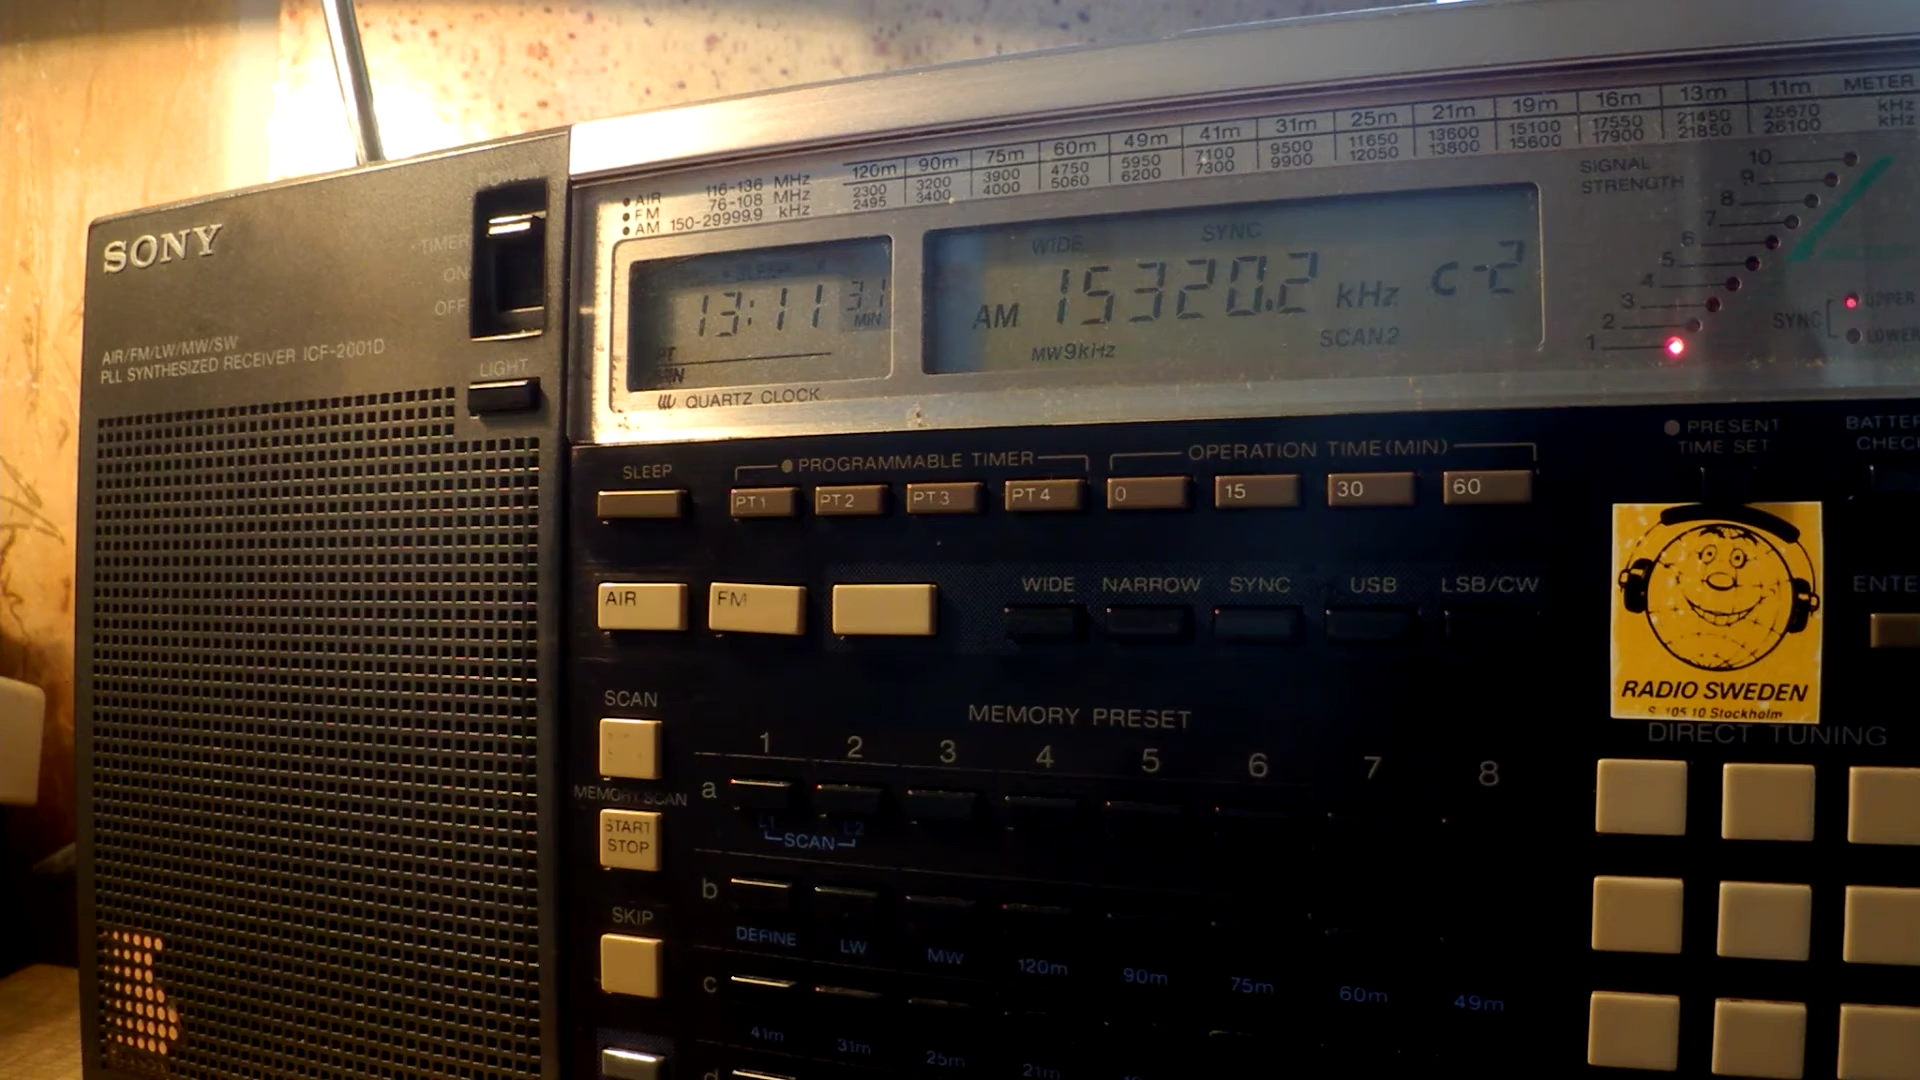 SONY
POWER
TIMER
ON
OFF
AIR/FM/LW/MW/SW
PLL SYNTHESIZED RECEIVER ICF-2001D
LIGHT
AIR 116-136 MHz
FM 76-108 MHz
AM 150-29999.9 kHz
120m 90m 75m 60m 49m 41m 31m 25m 21m 19m 16m 13m 11m METER
2300 3200 3900 4750 5950 7100 9500 11650 13600 15100 17550 21450 25670 kHz
2495 3400 4000 5060 6200 7300 9900 12050 13800 15600 17900 21850 26100 kHz
13:11 31 MIN
QUARTZ CLOCK
WIDE SYNC
AM 15320.2 kHz c-2
MW9kHz SCAN2
SIGNAL
STRENGTH
10
9
8
7
6
5
4
3
2
1
SYNC
UPPER
LOWER
SLEEP
PROGRAMMABLE TIMER
OPERATION TIME(MIN)
PT1 PT2 PT3 PT4 0 15 30 60
PRESENT
TIME SET
AIR FM
WIDE NARROW SYNC USB LSB/CW
RADIO SWEDEN
S-105 10 Stockholm
DIRECT TUNING
SCAN
MEMORY SCAN
START
STOP
SKIP
MEMORY PRESET
1 2 3 4 5 6 7 8
a
L1 L2
SCAN
b
DEFINE LW MW 120m 90m 75m 60m 49m
c
41m 31m 25m 21m
d